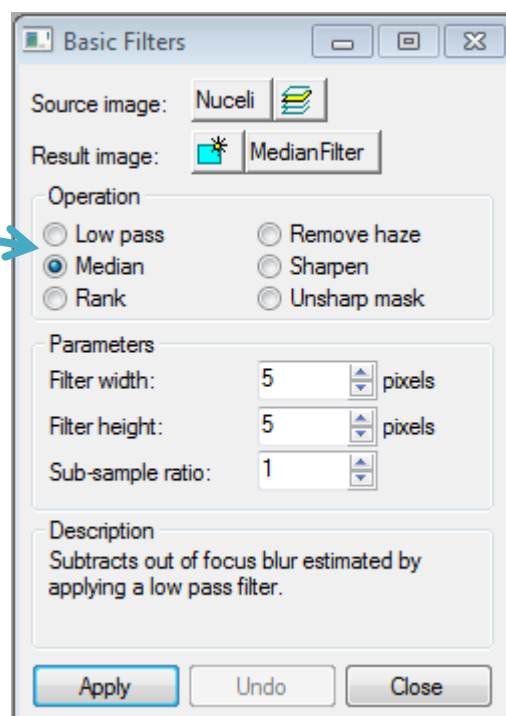 Basic Filters
Source image: Nuceli
Result image: MedianFilter
Operation
Low pass Remove haze
Median Sharpen
Rank Unsharp mask
Parameters
Filter width: 5 pixels
Filter height: 5 pixels
Sub-sample ratio: 1
Description
Subtracts out of focus blur estimated by
applying a low pass filter.
Apply Undo Close